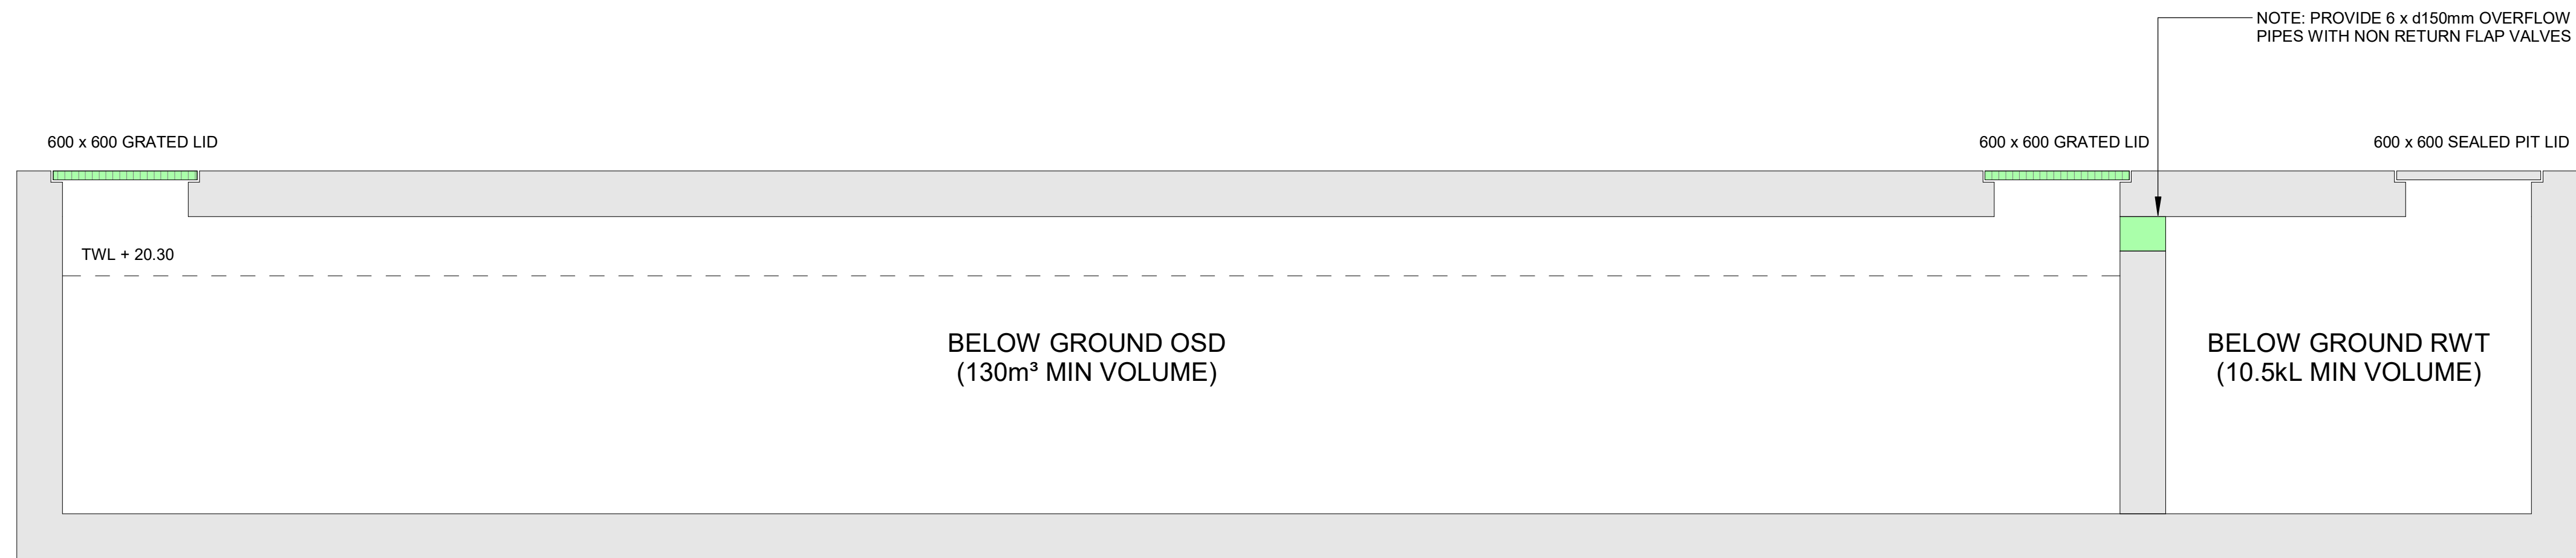 NOTE: PROVIDE 6 x d150mm OVERFLOW
PIPES WITH NON RETURN FLAP VALVES
600 x 600 GRATED LID
600 x 600 GRATED LID
600 x 600 SEALED PIT LID
TWL + 20.30
BELOW GROUND OSD
(130m³ MIN VOLUME)
BELOW GROUND RWT
(10.5kL MIN VOLUME)